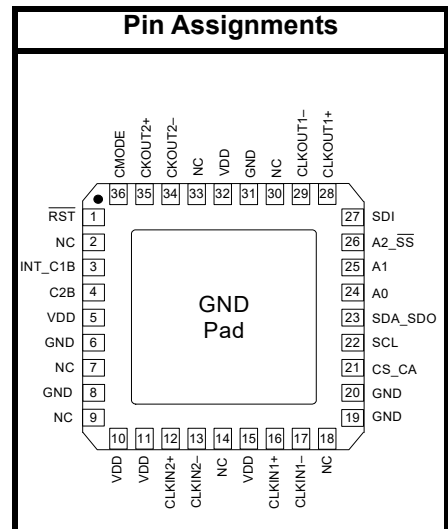 Pin Assignments
CMODE
CKOUT2+
CKOUT2–
NC
VDD
GND
NC
CLKOUT1–
CLKOUT1+
36 35 34 33 32 31 30 29 28
RST 1
NC 2
INT_C1B 3
C2B 4
VDD 5
GND 6
NC 7
GND 8
NC 9
GND
Pad
27 SDI
26 A2_SS
25 A1
24 A0
23 SDA_SDO
22 SCL
21 CS_CA
20 GND
19 GND
10 11 12 13 14 15 16 17 18
VDD
VDD
CLKIN2+
CLKIN2–
NC
VDD
CLKIN1+
CLKIN1–
NC